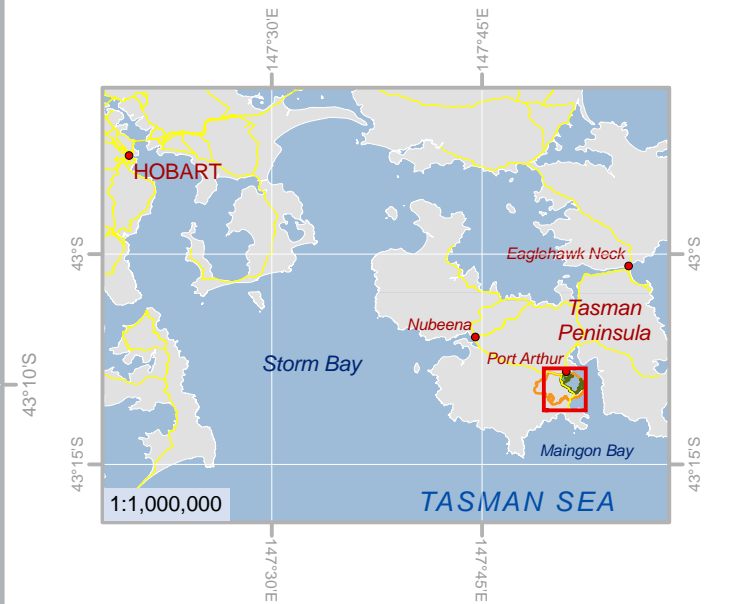 147°30'E
147°45'E
HOBART
43°S
Eaglehawk Neck
43°S
Tasman
Peninsula
Nubeena
Port Arthur
Storm Bay
43°10'S
Maingon Bay
43°15'S
43°15'S
1:1,000,000
TASMAN SEA
147°30'E
147°45'E